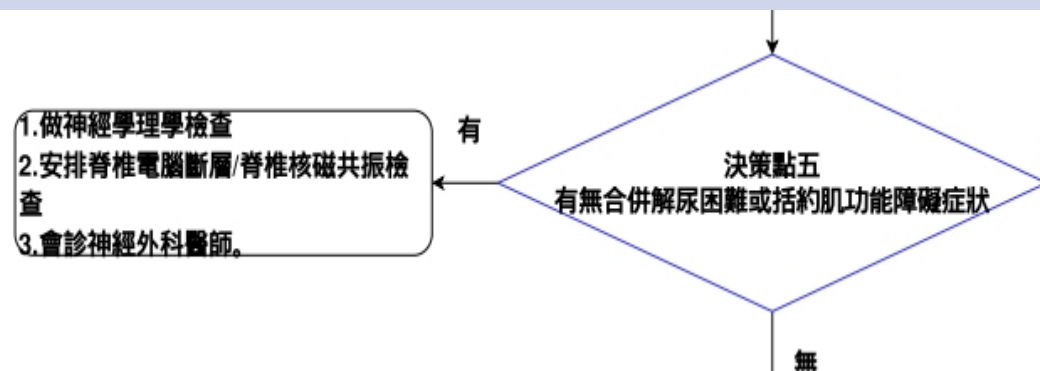 1.做神經學理學檢查
2.安排脊椎電腦斷層/脊椎核磁共振檢
查
3.會診神經外科醫師。
有
決策點五
有無合併解尿困難或括約肌功能障礙症狀
無